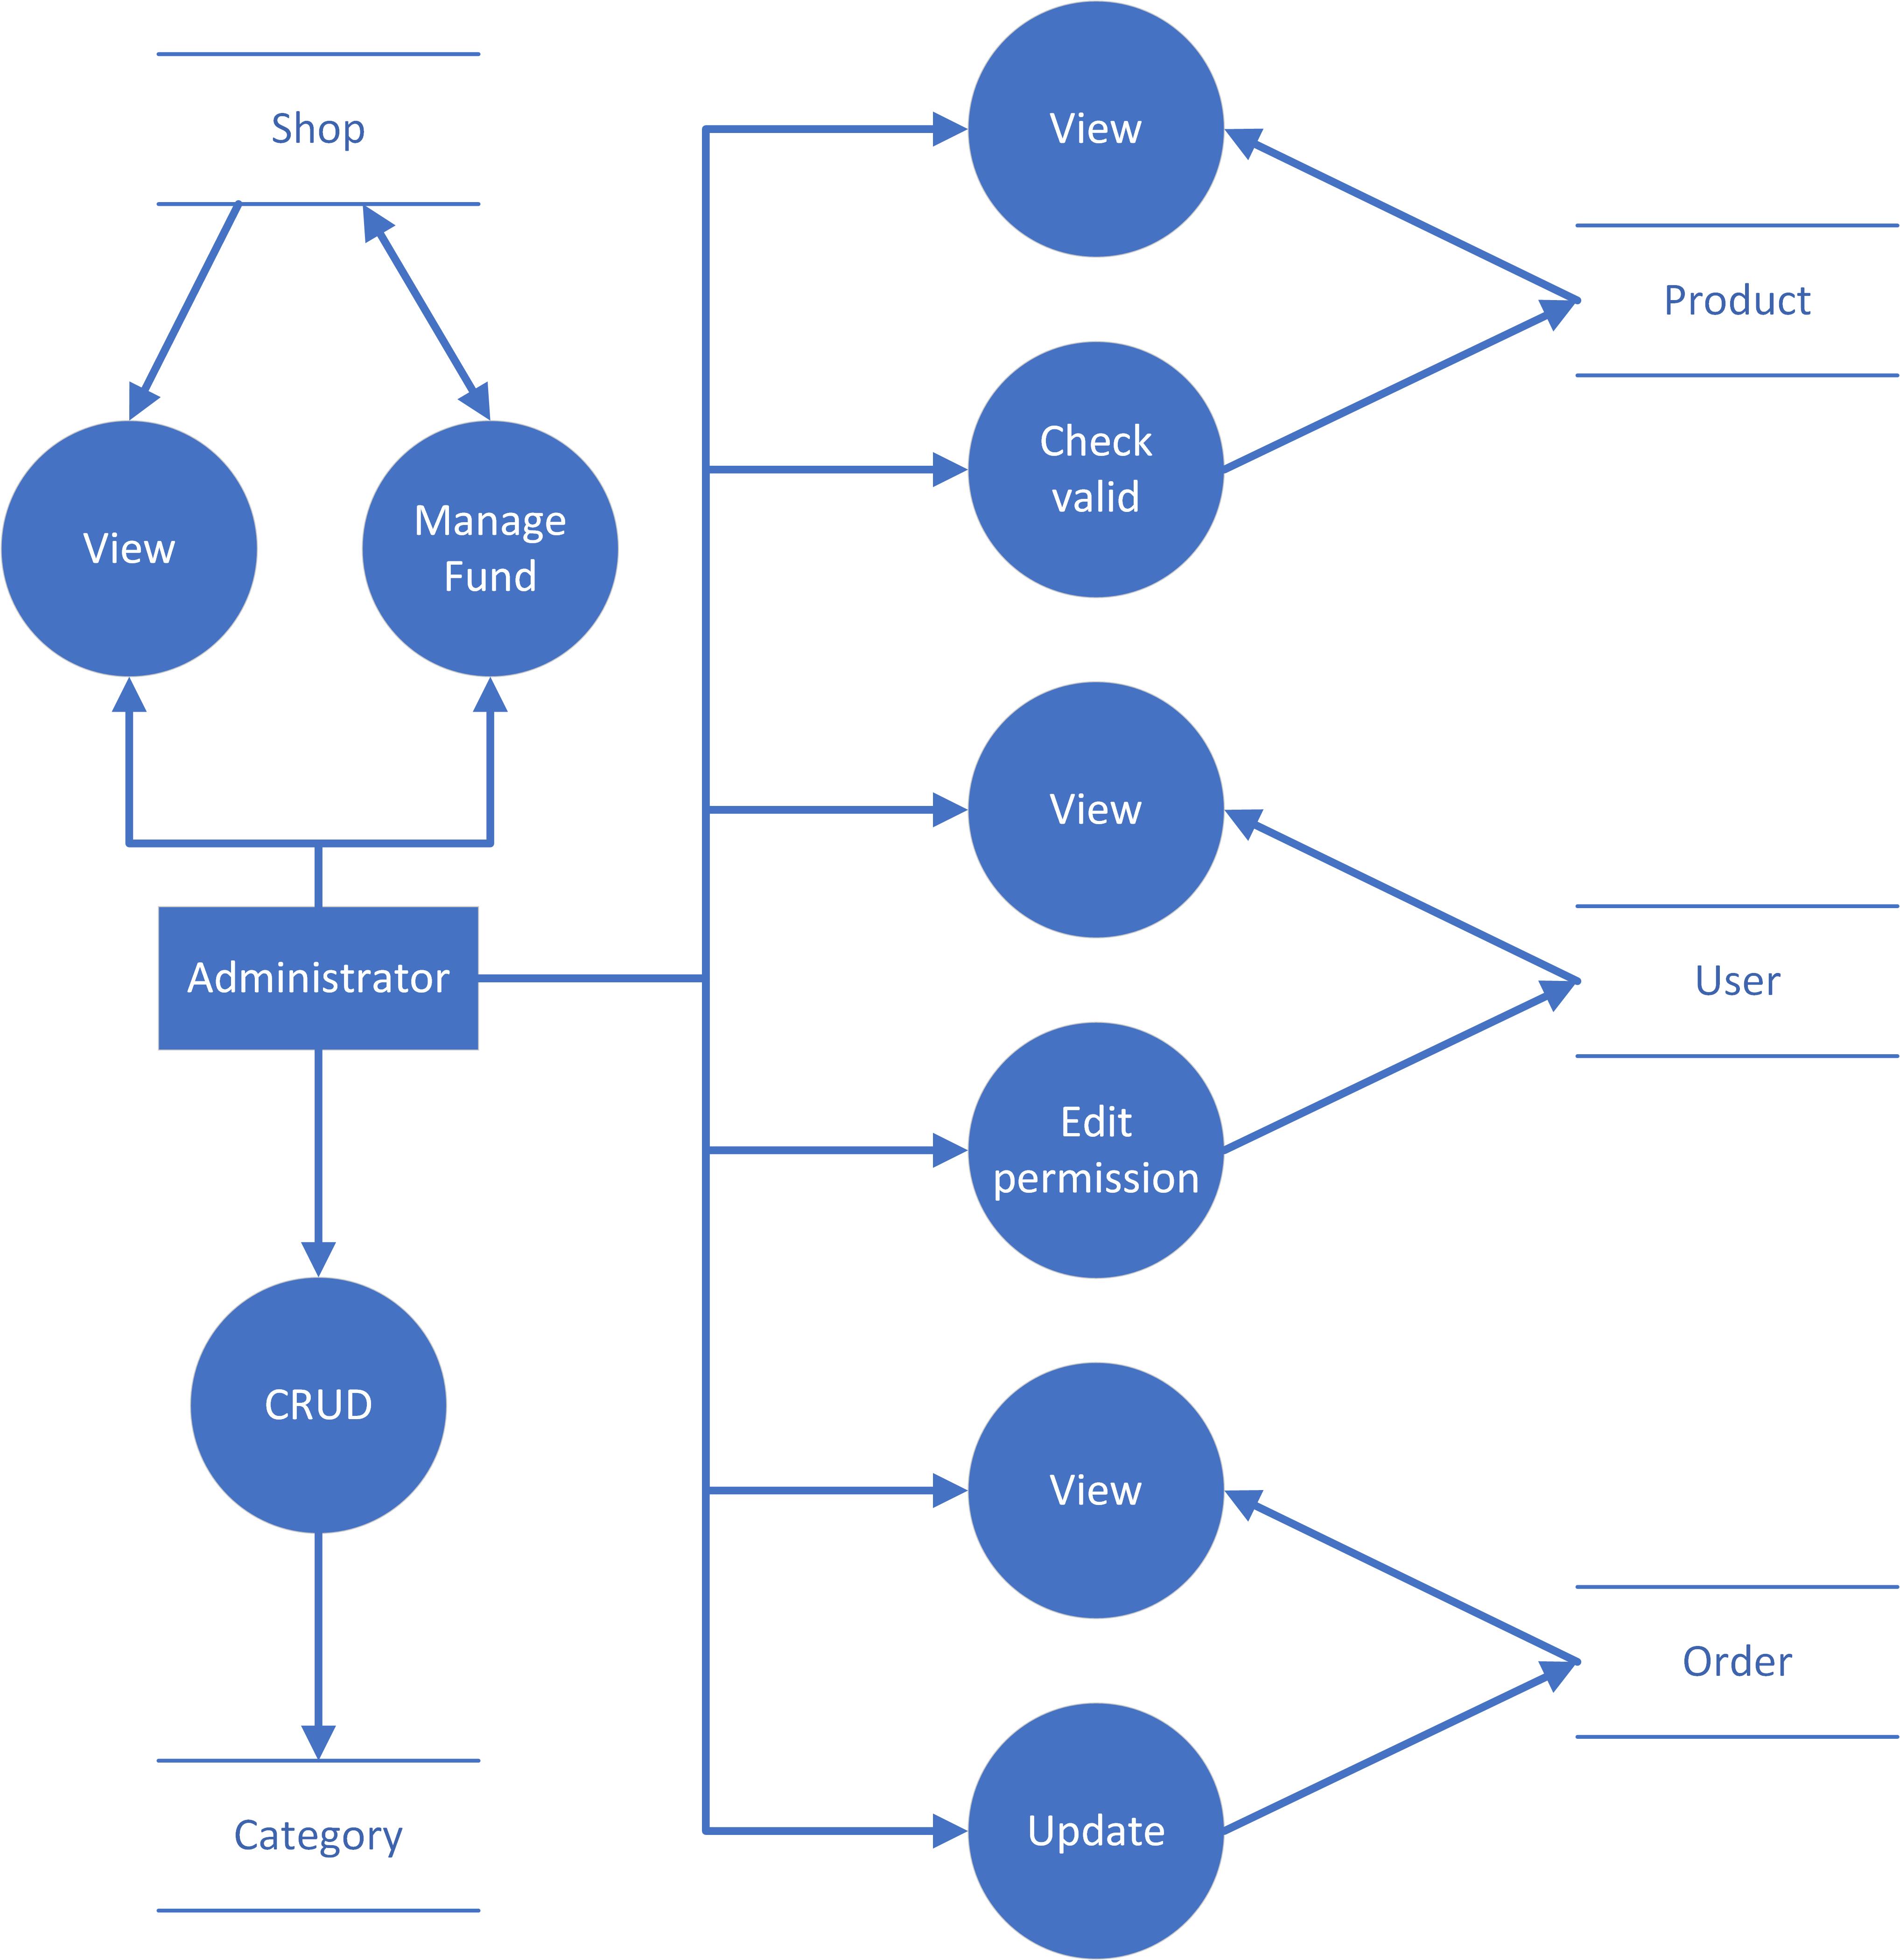 Shop
View
Manage
Fund
Administrator
CRUD
Category
View
Check
valid
Product
View
Edit
permission
User
View
Update
Order